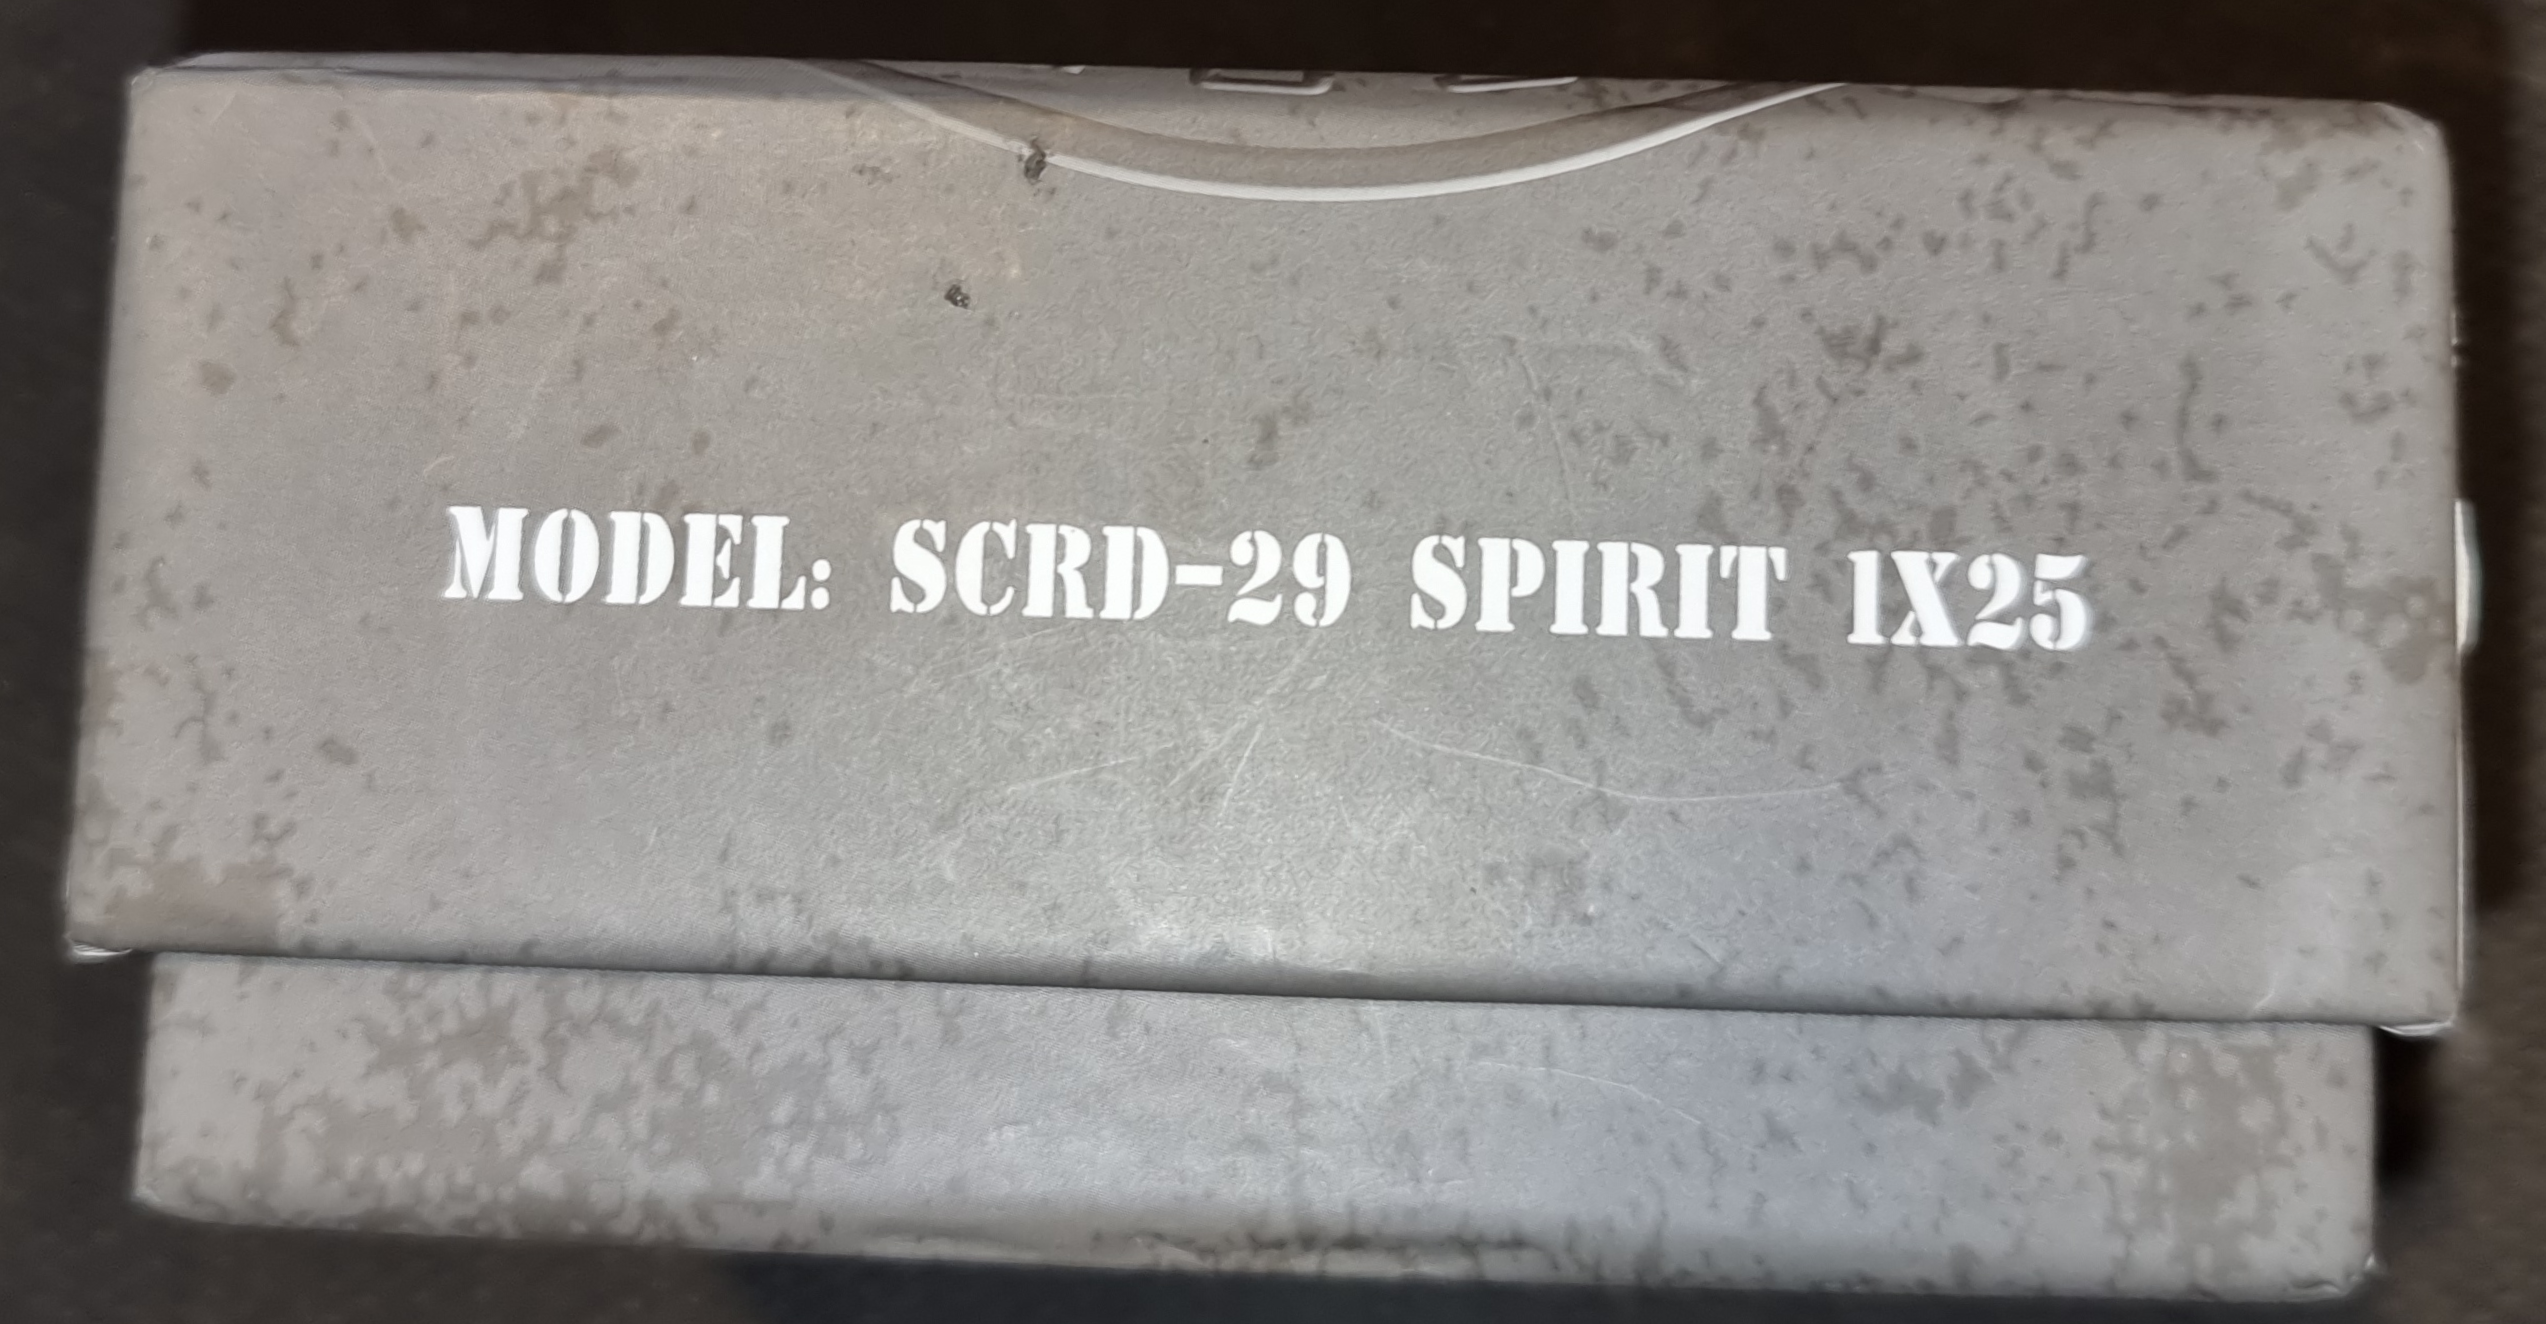 MODEL: SCRD-29 SPIRIT 1X25